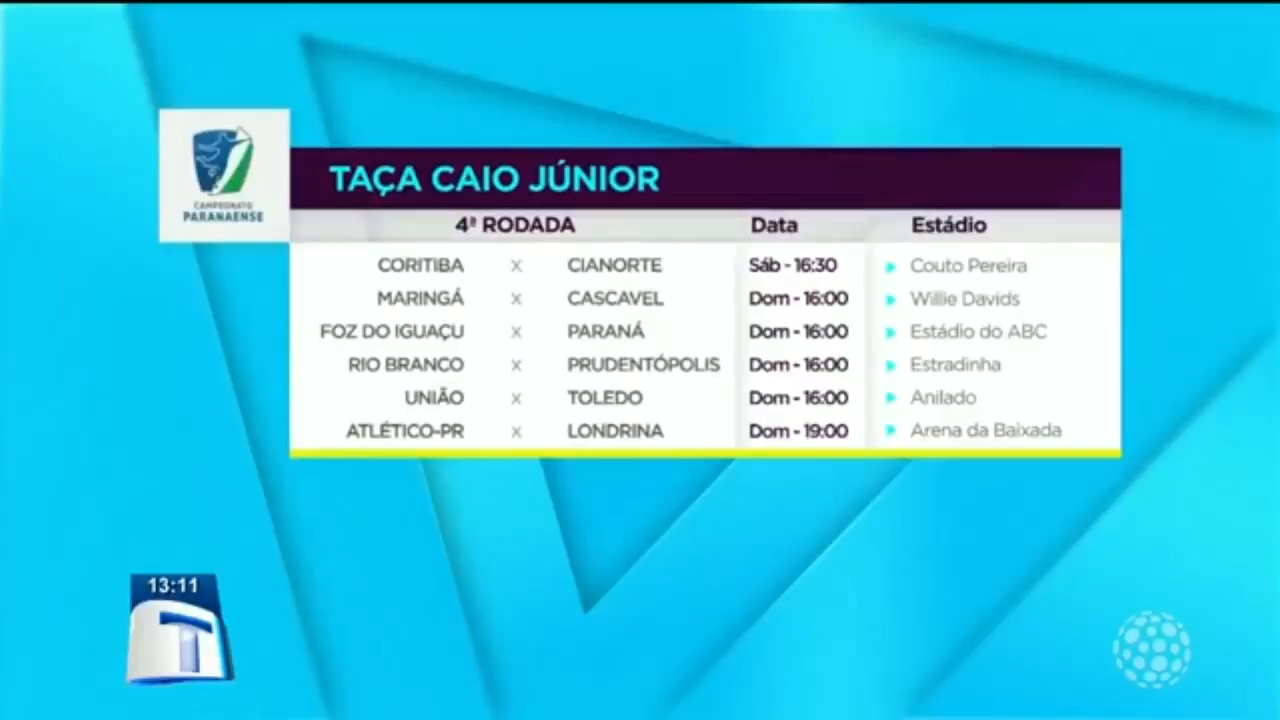 TAÇA CAIO JÚNIOR
CAMPEONATO
PARANAENSE
4ª RODADA Data Estádio
CORITIBA X CIANORTE Sáb - 16:30 Couto Pereira
MARINGÁ X CASCAVEL Dom - 16:00 Willie Davids
FOZ DO IGUAÇU X PARANÁ Dom - 16:00 Estádio do ABC
RIO BRANCO X PRUDENTÓPOLIS Dom - 16:00 Estradinha
UNIÃO X TOLEDO Dom - 16:00 Anilado
ATLÉTICO-PR X LONDRINA Dom - 19:00 Arena da Baixada
13:11
T